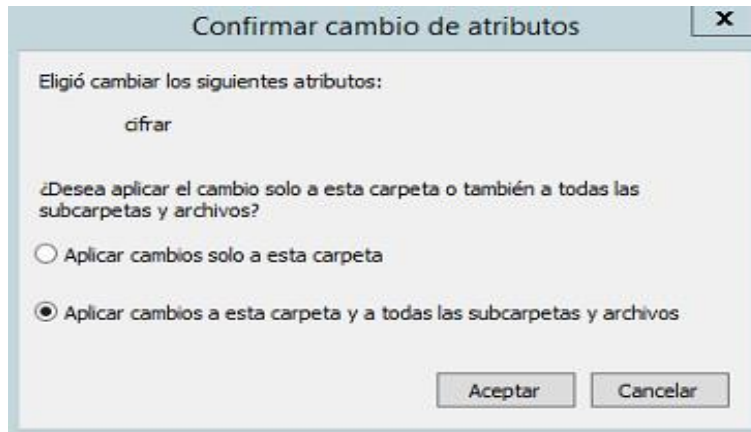 Confirmar cambio de atributos
x
Eligió cambiar los siguientes atributos:
cifrar
¿Desea aplicar el cambio solo a esta carpeta o también a todas las
subcarpetas y archivos?
Aplicar cambios solo a esta carpeta
Aplicar cambios a esta carpeta y a todas las subcarpetas y archivos
Aceptar
Cancelar